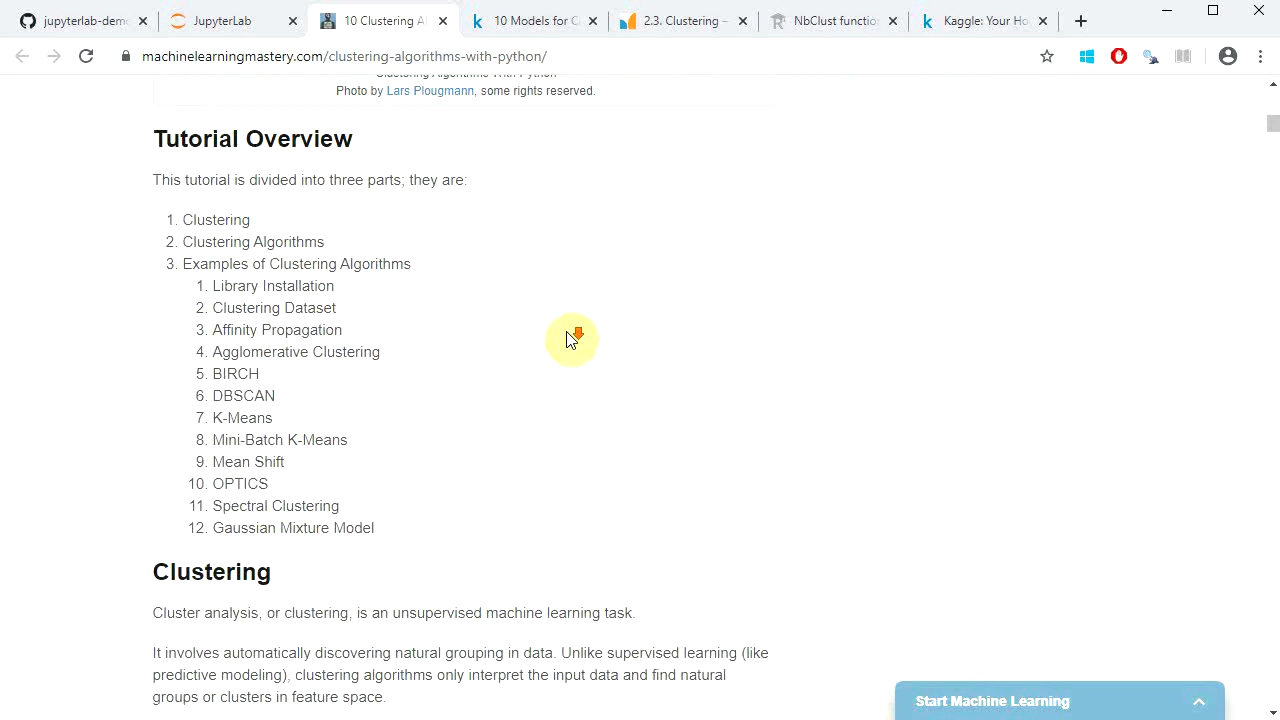 jupyterlab-dem
JupyterLab
10 Clustering A
10 Models for C
2.3. Clustering –
NbClust functio
Kaggle: Your Ho
machinelearningmastery.com/clustering-algorithms-with-python/
Clustering Algorithms With Python
Photo by Lars Plougmann, some rights reserved.
Tutorial Overview
This tutorial is divided into three parts; they are:
1. Clustering
2. Clustering Algorithms
3. Examples of Clustering Algorithms
1. Library Installation
2. Clustering Dataset
3. Affinity Propagation
4. Agglomerative Clustering
5. BIRCH
6. DBSCAN
7. K-Means
8. Mini-Batch K-Means
9. Mean Shift
10. OPTICS
11. Spectral Clustering
12. Gaussian Mixture Model
Clustering
Cluster analysis, or clustering, is an unsupervised machine learning task.
It involves automatically discovering natural grouping in data. Unlike supervised learning (like
predictive modeling), clustering algorithms only interpret the input data and find natural
groups or clusters in feature space.
Start Machine Learning